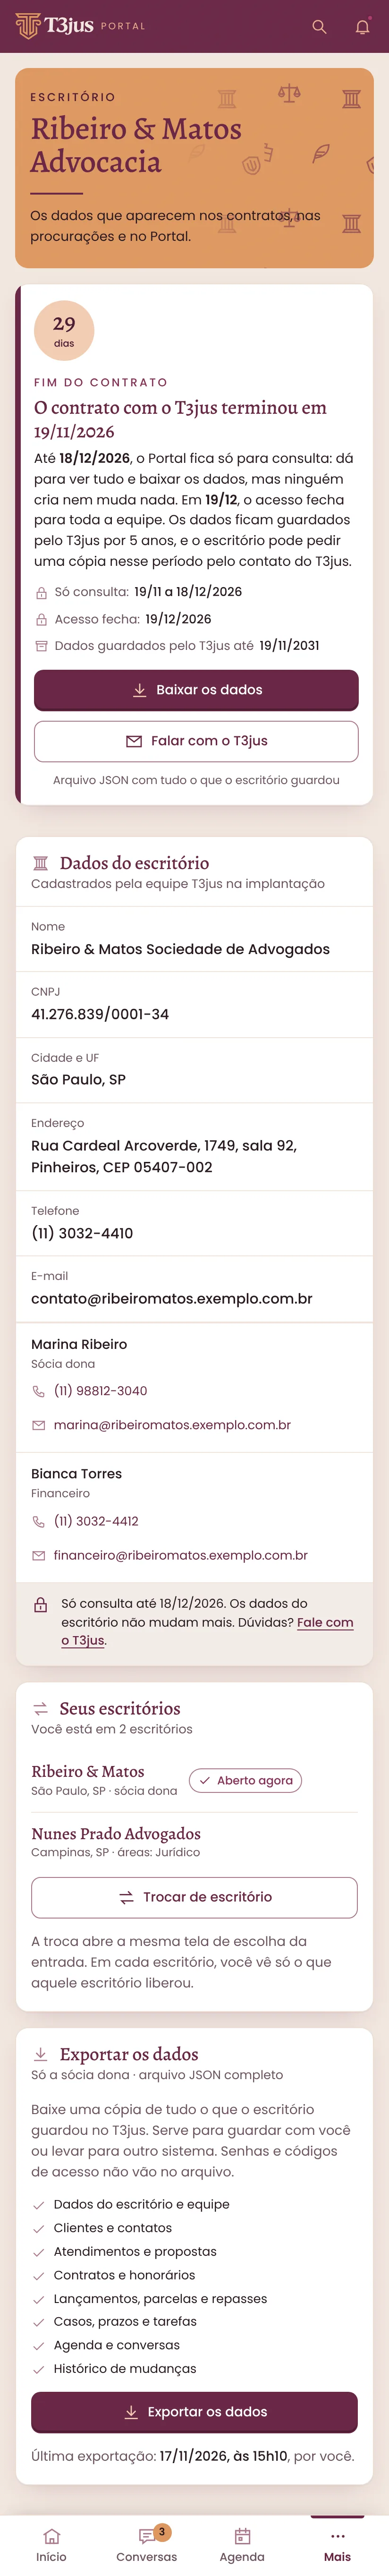 T3jus PORTAL
ESCRITÓRIO
Ribeiro & Matos
Advocacia
Os dados que aparecem nos contratos, nas
procurações e no Portal.
29
dias
FIM DO CONTRATO
O contrato com o T3jus terminou em
19/11/2026
Até 18/12/2026, o Portal fica só para consulta: dá
para ver tudo e baixar os dados, mas ninguém
cria nem muda nada. Em 19/12, o acesso fecha
para toda a equipe. Os dados ficam guardados
pelo T3jus por 5 anos, e o escritório pode pedir
uma cópia nesse período pelo contato do T3jus.
Só consulta: 19/11 a 18/12/2026
Acesso fecha: 19/12/2026
Dados guardados pelo T3jus até 19/11/2031
Baixar os dados
Falar com o T3jus
Arquivo JSON com tudo o que o escritório guardou
Dados do escritório
Cadastrados pela equipe T3jus na implantação
Nome
Ribeiro & Matos Sociedade de Advogados
CNPJ
41.276.839/0001-34
Cidade e UF
São Paulo, SP
Endereço
Rua Cardeal Arcoverde, 1749, sala 92,
Pinheiros, CEP 05407-002
Telefone
(11) 3032-4410
E-mail
contato@ribeiromatos.exemplo.com.br
Marina Ribeiro
Sócia dona
(11) 98812-3040
marina@ribeiromatos.exemplo.com.br
Bianca Torres
Financeiro
(11) 3032-4412
financeiro@ribeiromatos.exemplo.com.br
Só consulta até 18/12/2026. Os dados do
escritório não mudam mais. Dúvidas? Fale com
o T3jus.
Seus escritórios
Você está em 2 escritórios
Ribeiro & Matos
São Paulo, SP · sócia dona
Aberto agora
Nunes Prado Advogados
Campinas, SP · áreas: Jurídico
Trocar de escritório
A troca abre a mesma tela de escolha da
entrada. Em cada escritório, você vê só o que
aquele escritório liberou.
Exportar os dados
Só a sócia dona · arquivo JSON completo
Baixe uma cópia de tudo o que o escritório
guardou no T3jus. Serve para guardar com você
ou levar para outro sistema. Senhas e códigos
de acesso não vão no arquivo.
Dados do escritório e equipe
Clientes e contatos
Atendimentos e propostas
Contratos e honorários
Lançamentos, parcelas e repasses
Casos, prazos e tarefas
Agenda e conversas
Histórico de mudanças
Exportar os dados
Última exportação: 17/11/2026, às 15h10, por você.
3
Início
Conversas
Agenda
Mais